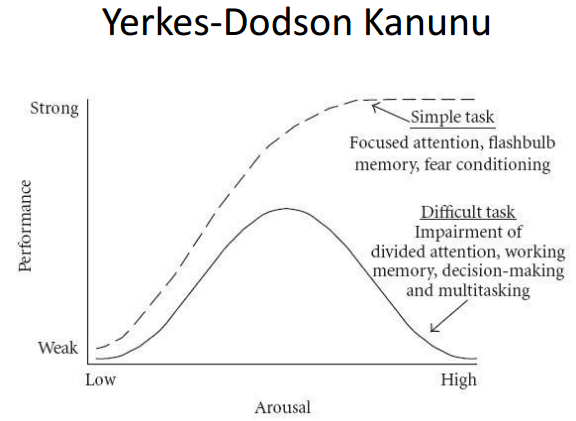 Yerkes-Dodson Kanunu
Strong
Simple task
Focused attention, flashbulb
memory, fear conditioning
Performance
Difficult task
Impairment of
divided attention, working
memory, decision-making
and multitasking
Weak
Low
High
Arousal